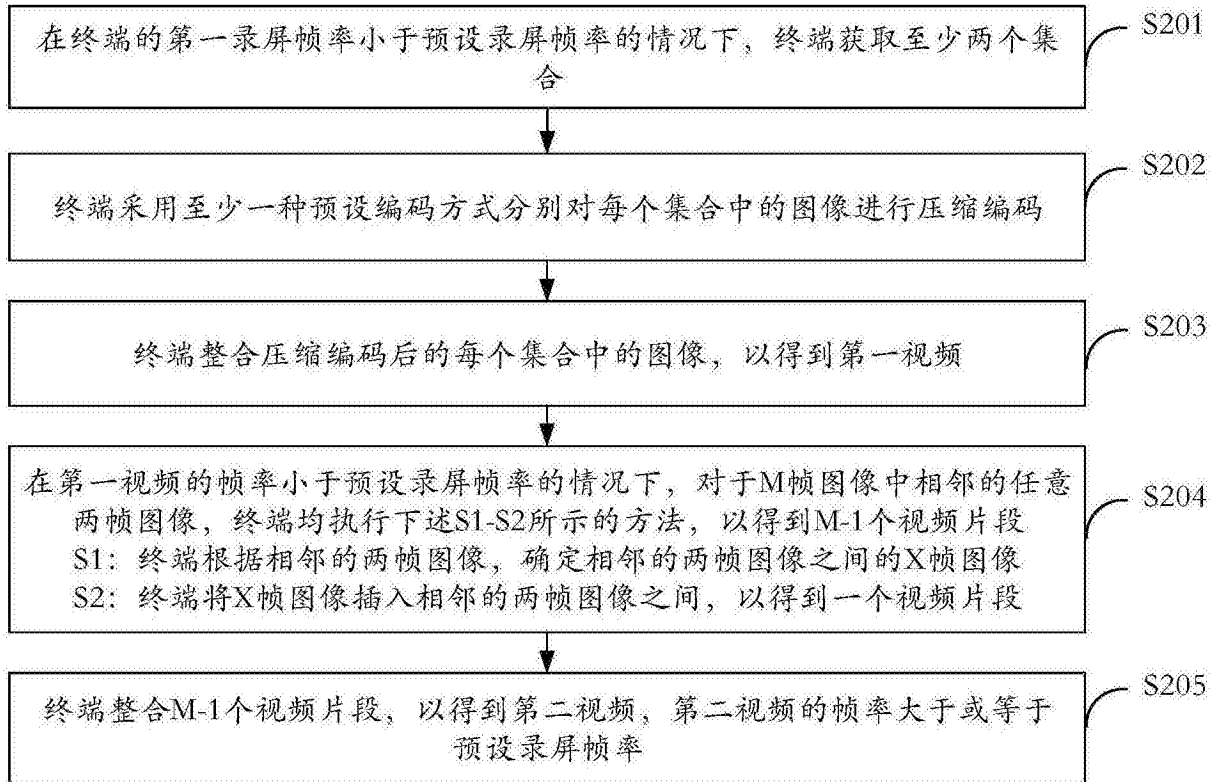 在终端的第一录屏帧率小于预设录屏帧率的情况下，终端获取至少两个集
合
S201
终端采用至少一种预设编码方式分别对每个集合中的图像进行压缩编码
S202
终端整合压缩编码后的每个集合中的图像，以得到第一视频
S203
在第一视频的帧率小于预设录屏帧率的情况下，对于M帧图像中相邻的任意
两帧图像，终端均执行下述S1-S2所示的方法，以得到M-1个视频片段
S1：终端根据相邻的两帧图像，确定相邻的两帧图像之间的X帧图像
S2：终端将X帧图像插入相邻的两帧图像之间，以得到一个视频片段
S204
终端整合M-1个视频片段，以得到第二视频，第二视频的帧率大于或等于
预设录屏帧率
S205